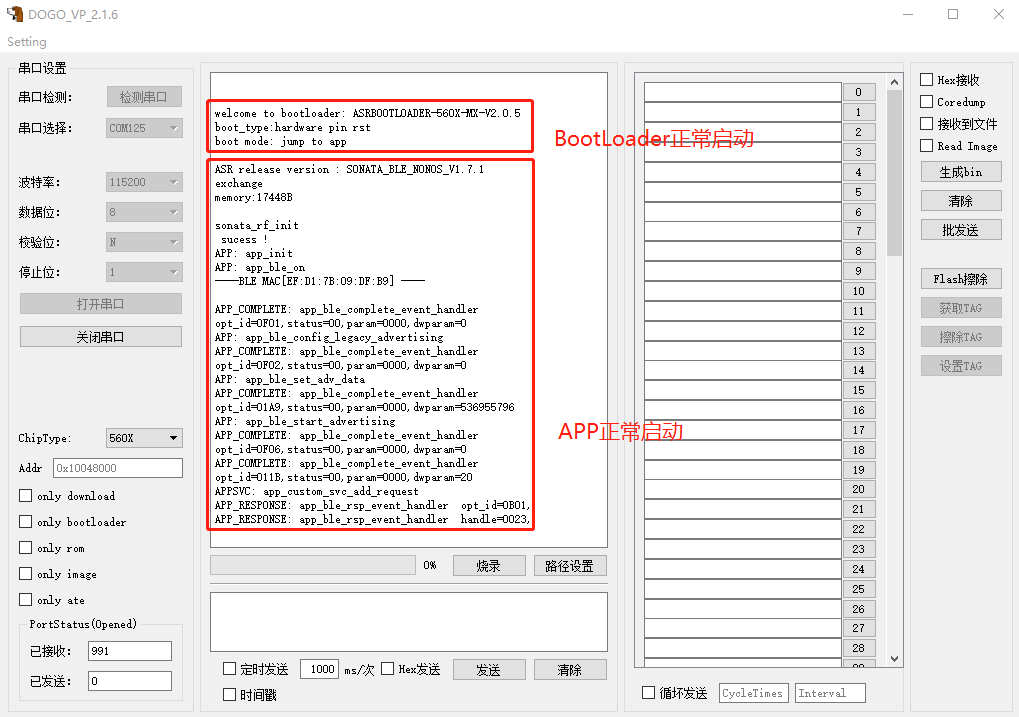 DOGO_VP_2.1.6
Setting
串口设置
串口检测: 检测串口
串口选择: COM125
波特率: 115200
数据位: 8
校验位: N
停止位: 1
打开串口
关闭串口
ChipType: 560X
Addr 0x10048000
only download
only bootloader
only rom
only image
only ate
PortStatus(Opened)
已接收: 991
已发送: 0
welcome to bootloader: ASRBOOTLOADER-560X-MX-V2.0.5
boot_type:hardware pin rst
boot mode: jump to app
BootLoader正常启动
ASR release version : SONATA_BLE_NONOS_V1.7.1
exchange
memory:17448B
sonata_rf_init
sucess !
APP: app_init
APP: app_ble_on
----BLE MAC[EF:D1:7B:09:DF:B9] ----
APP_COMPLETE: app_ble_complete_event_handler
opt_id=0F01, status=00, param=0000, dwparam=0
APP: app_ble_config_legacy_advertising
APP_COMPLETE: app_ble_complete_event_handler
opt_id=0F02, status=00, param=0000, dwparam=0
APP: app_ble_set_adv_data
APP_COMPLETE: app_ble_complete_event_handler
opt_id=01A9, status=00, param=0000, dwparam=536955796
APP: app_ble_start_advertising
APP_COMPLETE: app_ble_complete_event_handler
opt_id=0F06, status=00, param=0000, dwparam=0
APP_COMPLETE: app_ble_complete_event_handler
opt_id=011B, status=00, param=0000, dwparam=20
APPSVC: app_custom_svc_add_request
APP_RESPONSE: app_ble_rsp_event_handler opt_id=0B01,
APP_RESPONSE: app_ble_rsp_event_handler handle=0023,
APP正常启动
0% 烧录 路径设置
定时发送 1000 ms/次 Hex发送 发送 清除
时间戳
0
1
2
3
4
5
6
7
8
9
10
11
12
13
14
15
16
17
18
19
20
21
22
23
24
25
26
27
28
循环发送 CycleTimes Interval
Hex接收
Coredump
接收到文件
Read Image
生成bin
清除
批发送
Flash擦除
获取TAG
擦除TAG
设置TAG